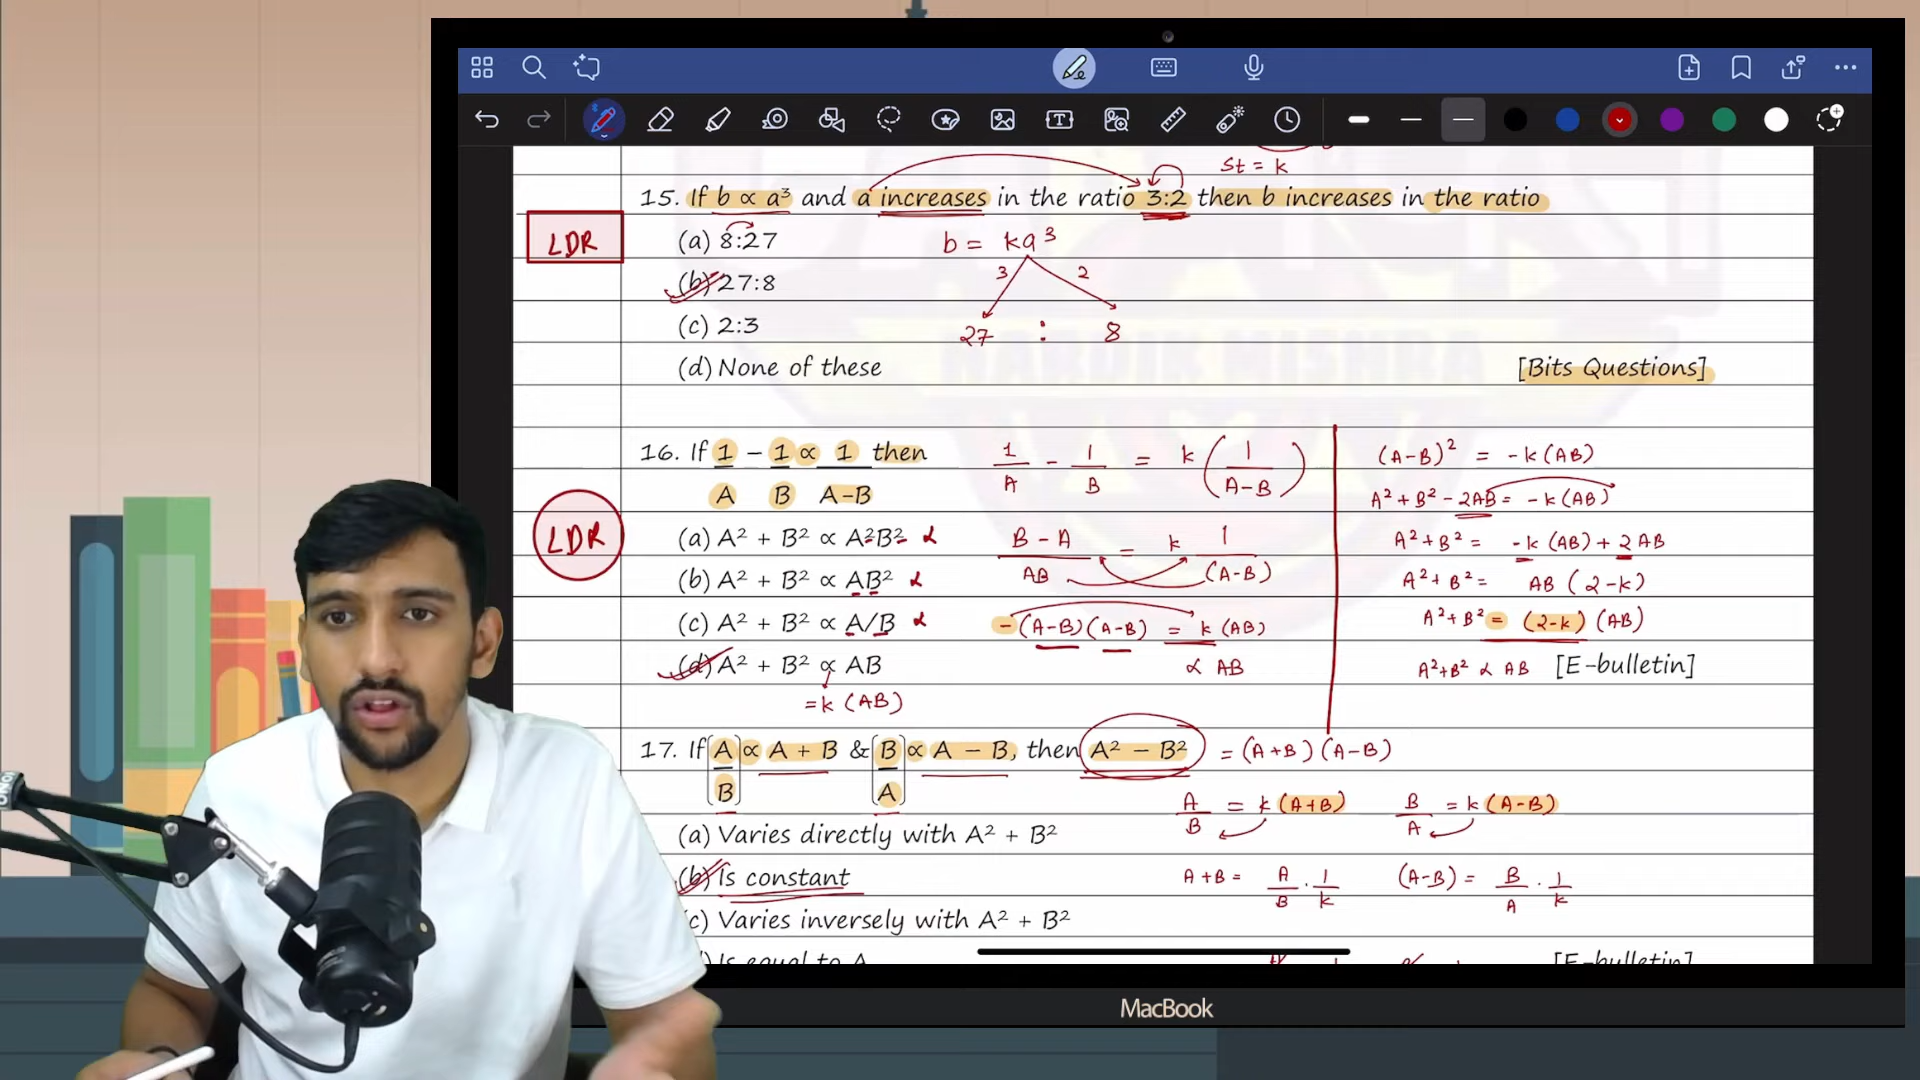 St = k
15. If b ∝ a³ and a increases in the ratio 3:2 then b increases in the ratio
LDR
(a) 8:27
b = ka³
(b) 27:8
3 2
(c) 2:3
27 : 8
(d) None of these
[Bits Questions]
16. If 1/A - 1/B ∝ 1/A-B then
1/A - 1/B = k (1/A-B)
(A-B)² = -k (AB)
A² + B² - 2AB = -k (AB)
LDR
(a) A² + B² ∝ A²B²
B - A/AB = k 1/(A-B)
A² + B² = -k (AB) + 2AB
(b) A² + B² ∝ AB²
A² + B² = AB (2-k)
(c) A² + B² ∝ A/B
-(A-B)(A-B) = k (AB)
A² + B² = (2-k) (AB)
(d) A² + B² ∝ AB
∝ AB
A²+B² ∝ AB [E-bulletin]
= k (AB)
17. If A/B ∝ A + B & B/A ∝ A - B, then A² - B² = (A+B) (A-B)
A/B = k (A+B) B/A = k (A-B)
(a) Varies directly with A² + B²
(b) Is constant
A+B = A/B · 1/k (A-B) = B/A · 1/k
c) Varies inversely with A² + B²
) Is equal to A
[E-bulletin]
MacBook